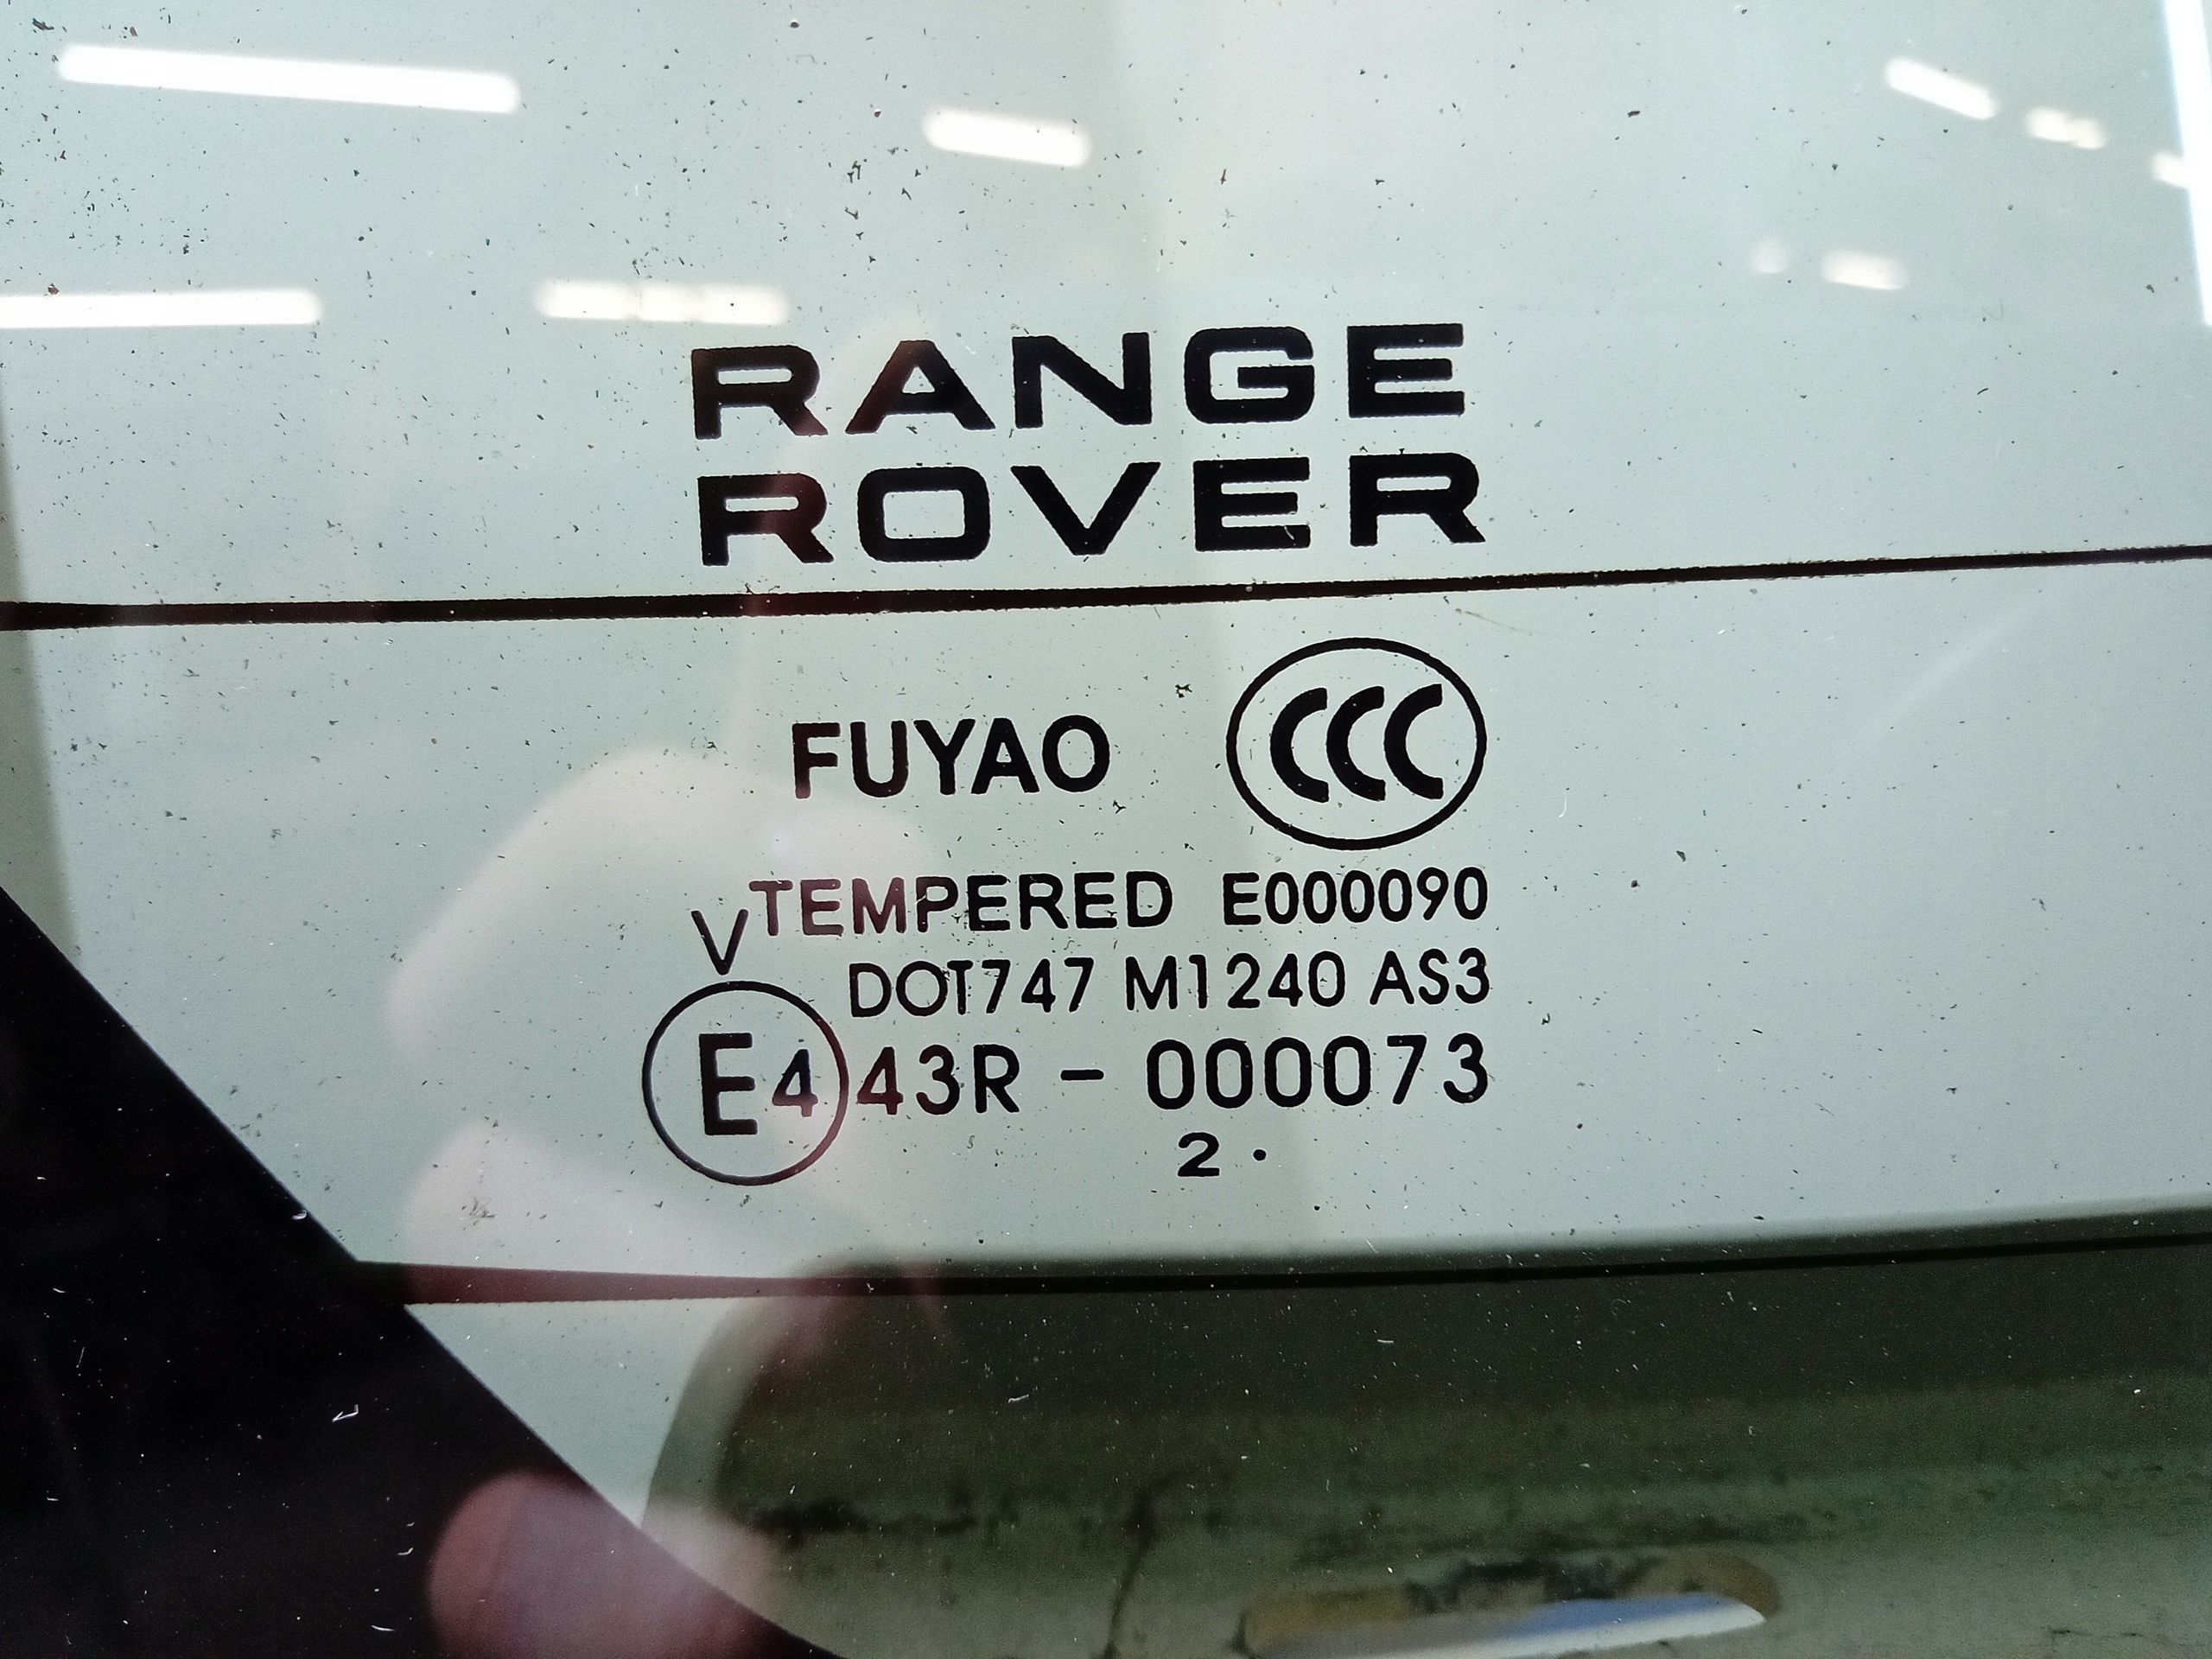 RANGE
ROVER
FUYAO CCC
TEMPERED E000090
V
DOT747 M1240 AS3
E4 43R - 000073
2 •